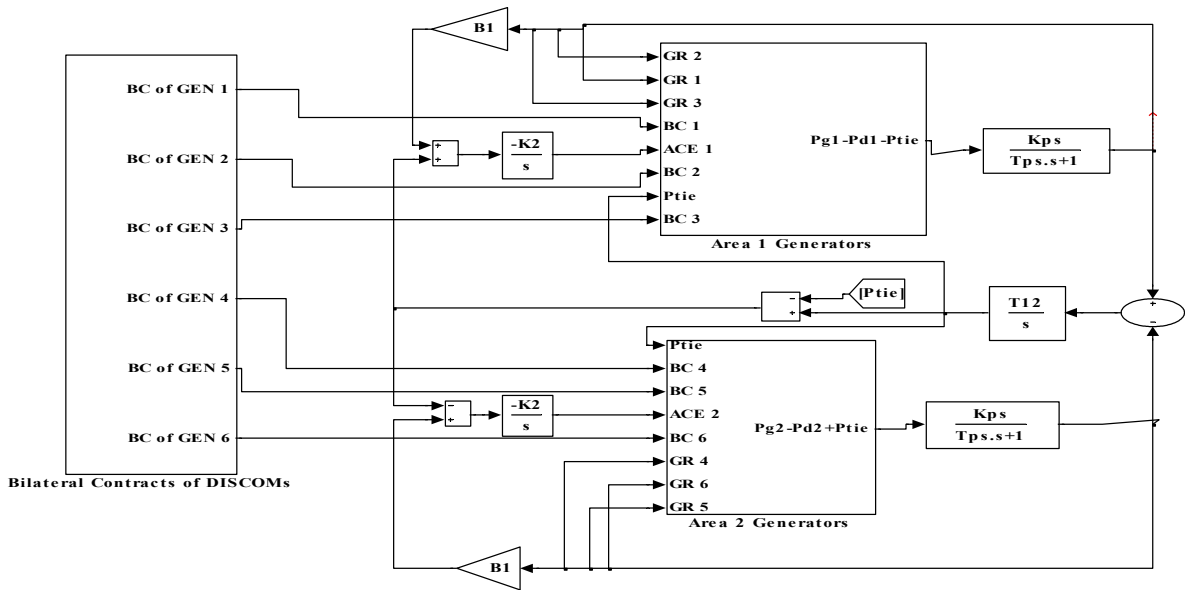 B1
BC of GEN 1
BC of GEN 2
BC of GEN 3
BC of GEN 4
BC of GEN 5
BC of GEN 6
Bilateral Contracts of DISCOMs
+
+
-K2
s
GR 2
GR 1
GR 3
BC 1
ACE 1
BC 2
Ptie
BC 3
Pg1-Pd1-Ptie
Area 1 Generators
Kps
Tps.s+1
-
+
[Ptie]
T12
s
+
-
-
+
-K2
s
Ptie
BC 4
BC 5
ACE 2
BC 6
GR 4
GR 6
GR 5
Pg2-Pd2+Ptie
Area 2 Generators
Kps
Tps.s+1
B1